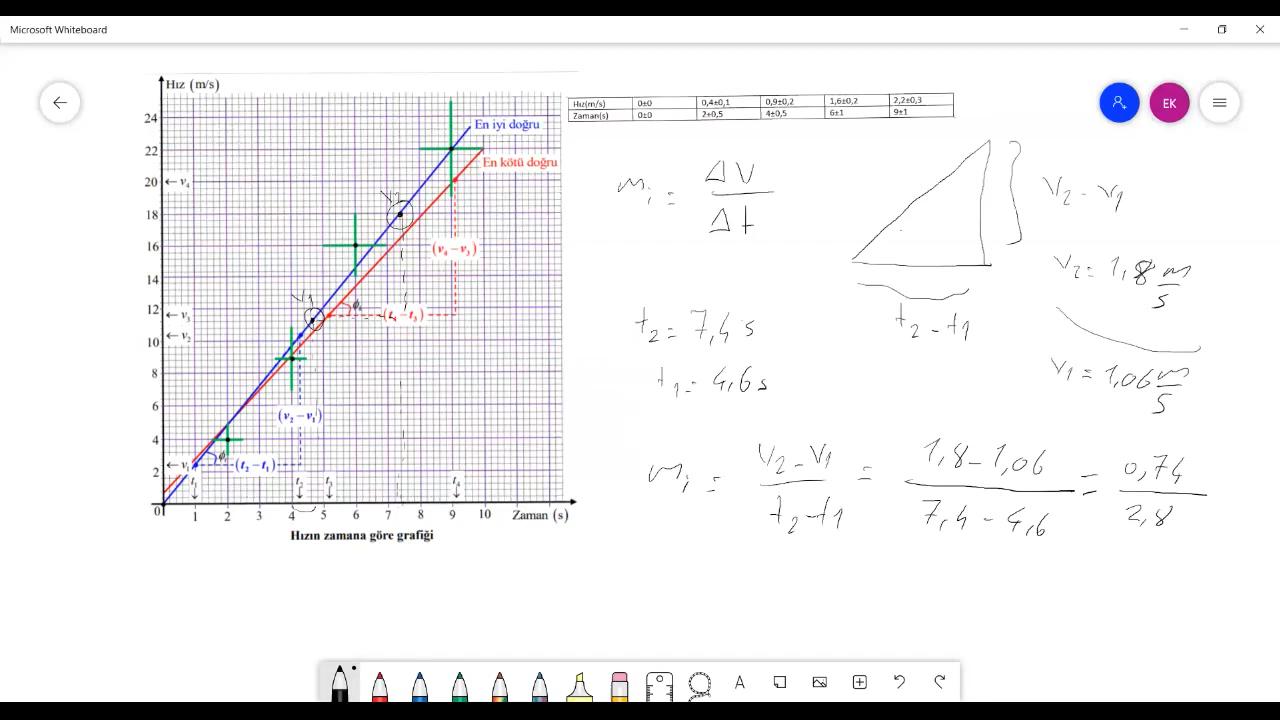 Microsoft Whiteboard
EK
Hız (m/s)
24
22
20
18
16
14
12
10
8
6
4
2
0
← v₄
← v₃
← v₂
← v₁
En iyi doğru
En kötü doğru
(v₄ – v₃)
(t₄ – t₃)
(v₂ – v₁)
(t₂ – t₁)
V₁
t₁
t₂
t₃
t₄
1 2 3 4 5 6 7 8 9 10 Zaman (s)
Hızın zamana göre grafiği
Hız(m/s) 0±0 0,4±0,1 0,9±0,2 1,6±0,2 2,2±0,3
Zaman(s) 0±0 2±0,5 4±0,5 6±1 9±1
mᵢ = ΔV / Δt
V₂ – V₁
t₂ – t₁
V₂ = 1,8 m/s
V₁ = 1,06 m/s
t₂ = 7,4 s
t₁ = 4,6 s
mᵢ = V₂ – V₁ / t₂ – t₁ = 1,8 – 1,06 / 7,4 – 4,6 = 0,74 / 2,8
A